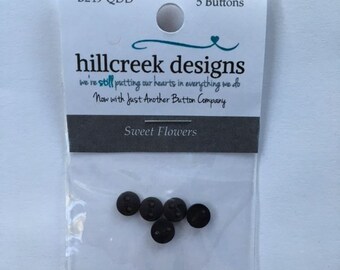 5 Buttons
hillcreek designs
we're still putting our hearts in everything we do
Now with Just Another Button Company
Sweet Flowers